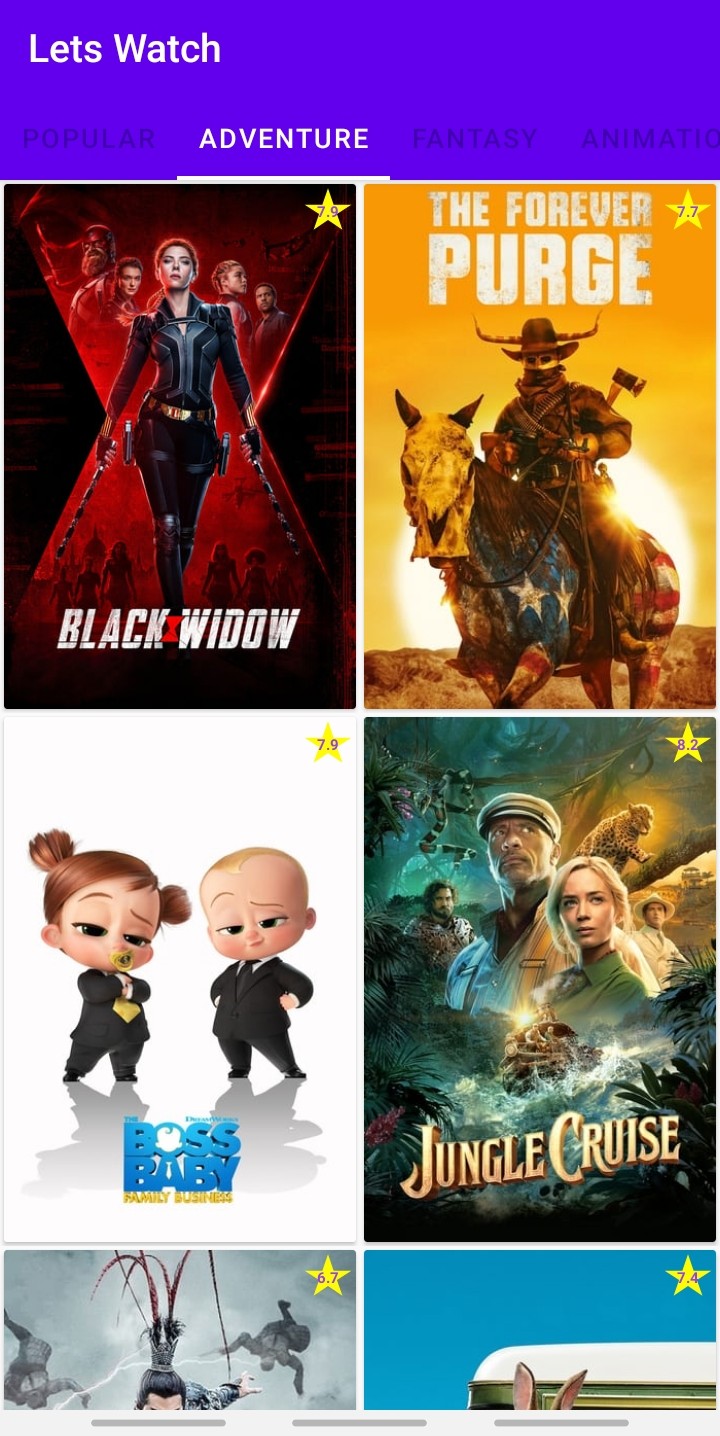 Lets Watch
POPULAR ADVENTURE FANTASY ANIMATIO
7.9
BLACK WIDOW
THE FOREVER
PURGE
7.7
7.9
THE DREAMWORKS
BOSS
BABY
FAMILY BUSINESS
8.2
JUNGLE CRUISE
6.7
7.4